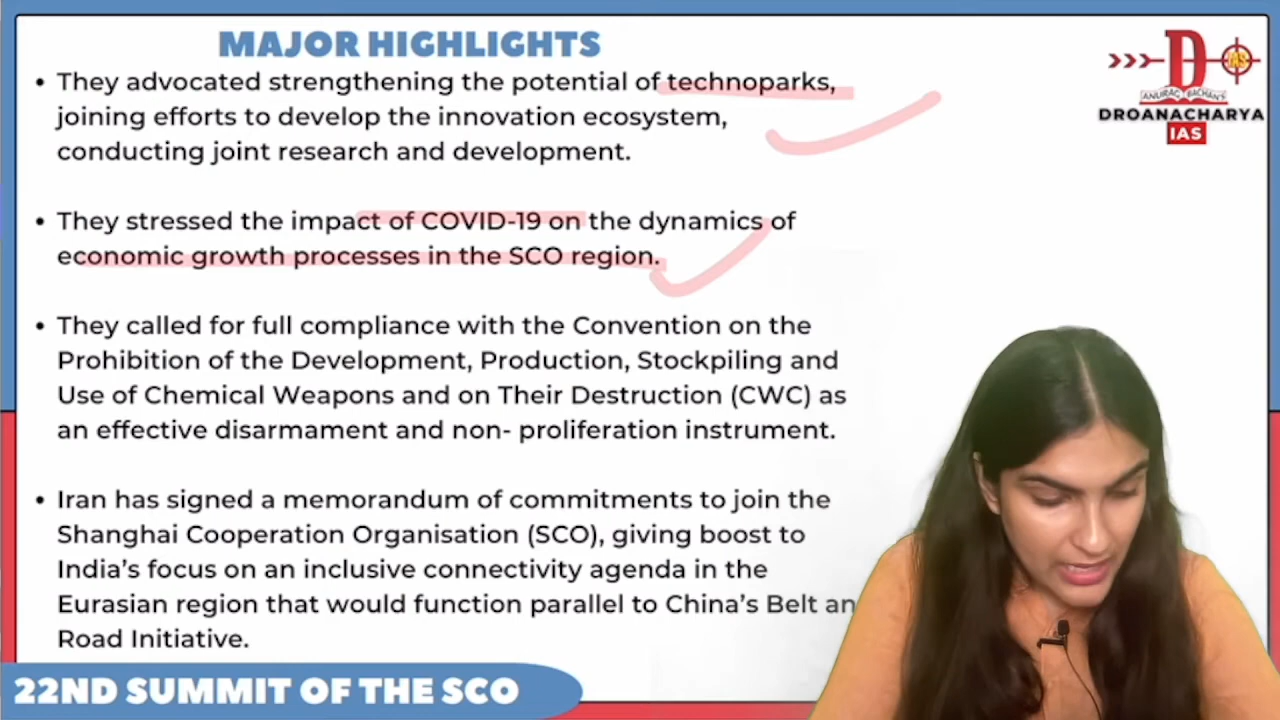 MAJOR HIGHLIGHTS
• They advocated strengthening the potential of technoparks,
joining efforts to develop the innovation ecosystem,
conducting joint research and development.
• They stressed the impact of COVID-19 on the dynamics of
economic growth processes in the SCO region.
• They called for full compliance with the Convention on the
Prohibition of the Development, Production, Stockpiling and
Use of Chemical Weapons and on Their Destruction (CWC) as
an effective disarmament and non- proliferation instrument.
• Iran has signed a memorandum of commitments to join the
Shanghai Cooperation Organisation (SCO), giving boost to
India's focus on an inclusive connectivity agenda in the
Eurasian region that would function parallel to China's Belt an
Road Initiative.
22ND SUMMIT OF THE SCO
D
IAS
ANURAG BACHAN'S
DROANACHARYA
IAS